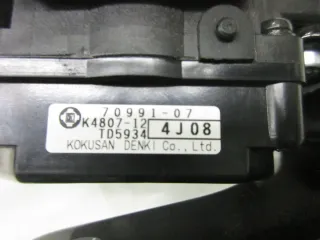 70991-07
K4807-12
TD5934 4J08
KOKUSAN DENKI Co., Ltd.